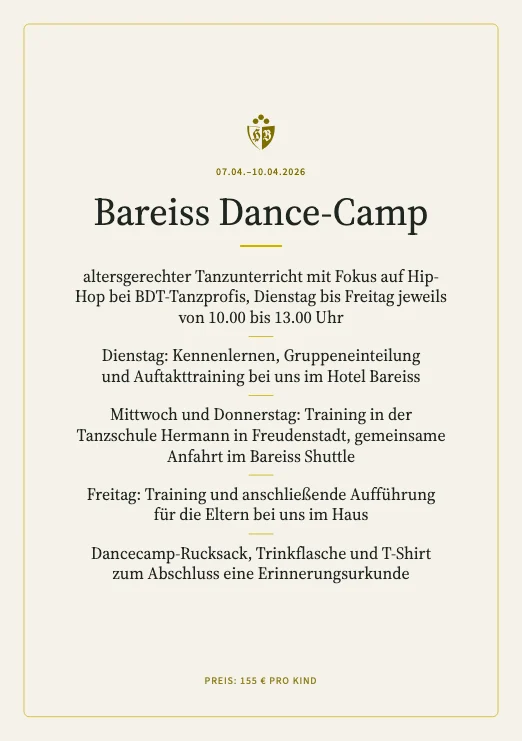 HB
07.04.–10.04.2026
Bareiss Dance-Camp
altersgerechter Tanzunterricht mit Fokus auf Hip-
Hop bei BDT-Tanzprofis, Dienstag bis Freitag jeweils
von 10.00 bis 13.00 Uhr
Dienstag: Kennenlernen, Gruppeneinteilung
und Auftakttraining bei uns im Hotel Bareiss
Mittwoch und Donnerstag: Training in der
Tanzschule Hermann in Freudenstadt, gemeinsame
Anfahrt im Bareiss Shuttle
Freitag: Training und anschließende Aufführung
für die Eltern bei uns im Haus
Dancecamp-Rucksack, Trinkflasche und T-Shirt
zum Abschluss eine Erinnerungsurkunde
PREIS: 155 € PRO KIND